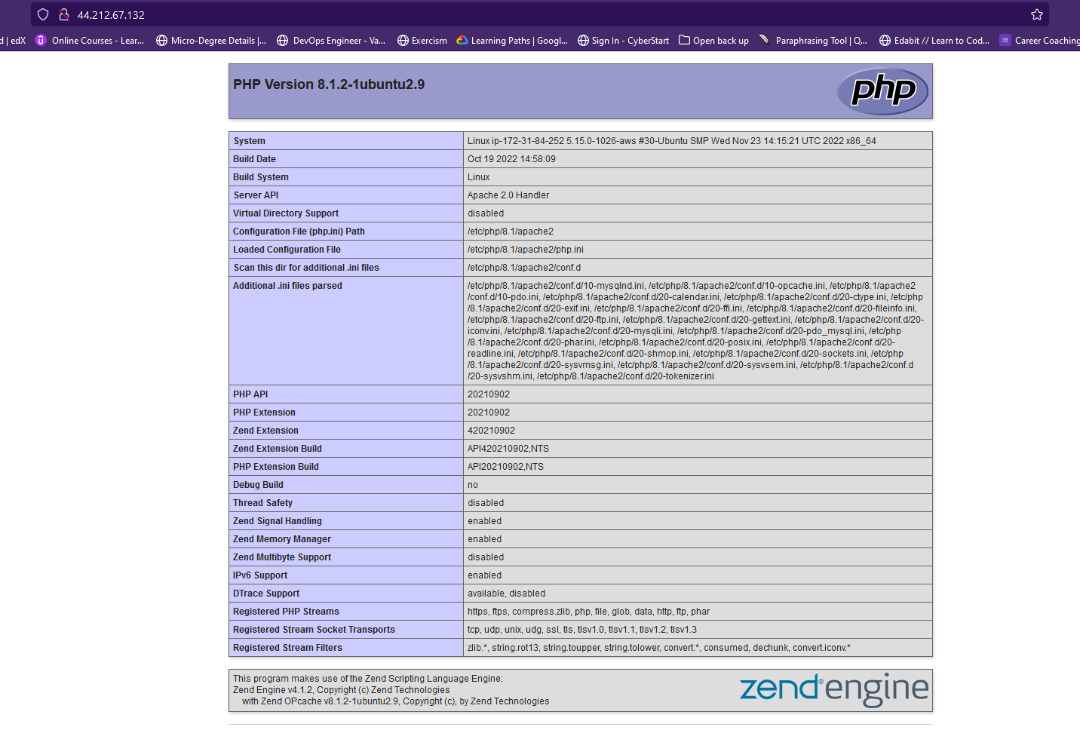 44.212.67.132
d | edX Online Courses - Lear... Micro-Degree Details |... DevOps Engineer - Va... Exercism Learning Paths | Googl... Sign In - CyberStart Open back up Paraphrasing Tool | Q... Edabit // Learn to Cod... Career Coaching
PHP Version 8.1.2-1ubuntu2.9
php
System Linux ip-172-31-84-252 5.15.0-1026-aws #30-Ubuntu SMP Wed Nov 23 14:15:21 UTC 2022 x86_64
Build Date Oct 19 2022 14:58:09
Build System Linux
Server API Apache 2.0 Handler
Virtual Directory Support disabled
Configuration File (php.ini) Path /etc/php/8.1/apache2
Loaded Configuration File /etc/php/8.1/apache2/php.ini
Scan this dir for additional .ini files /etc/php/8.1/apache2/conf.d
Additional .ini files parsed /etc/php/8.1/apache2/conf.d/10-mysqlnd.ini, /etc/php/8.1/apache2/conf.d/10-opcache.ini, /etc/php/8.1/apache2
/conf.d/10-pdo.ini, /etc/php/8.1/apache2/conf.d/20-calendar.ini, /etc/php/8.1/apache2/conf.d/20-ctype.ini, /etc/php
/8.1/apache2/conf.d/20-exif.ini, /etc/php/8.1/apache2/conf.d/20-ffi.ini, /etc/php/8.1/apache2/conf.d/20-fileinfo.ini,
/etc/php/8.1/apache2/conf.d/20-ftp.ini, /etc/php/8.1/apache2/conf.d/20-gettext.ini, /etc/php/8.1/apache2/conf.d/20-
iconv.ini, /etc/php/8.1/apache2/conf.d/20-mysqli.ini, /etc/php/8.1/apache2/conf.d/20-pdo_mysql.ini, /etc/php
/8.1/apache2/conf.d/20-phar.ini, /etc/php/8.1/apache2/conf.d/20-posix.ini, /etc/php/8.1/apache2/conf.d/20-
readline.ini, /etc/php/8.1/apache2/conf.d/20-shmop.ini, /etc/php/8.1/apache2/conf.d/20-sockets.ini, /etc/php
/8.1/apache2/conf.d/20-sysvmsg.ini, /etc/php/8.1/apache2/conf.d/20-sysvsem.ini, /etc/php/8.1/apache2/conf.d
/20-sysvshm.ini, /etc/php/8.1/apache2/conf.d/20-tokenizer.ini
PHP API 20210902
PHP Extension 20210902
Zend Extension 420210902
Zend Extension Build API420210902,NTS
PHP Extension Build API20210902,NTS
Debug Build no
Thread Safety disabled
Zend Signal Handling enabled
Zend Memory Manager enabled
Zend Multibyte Support disabled
IPv6 Support enabled
DTrace Support available, disabled
Registered PHP Streams https, ftps, compress.zlib, php, file, glob, data, http, ftp, phar
Registered Stream Socket Transports tcp, udp, unix, udg, ssl, tls, tlsv1.0, tlsv1.1, tlsv1.2, tlsv1.3
Registered Stream Filters zlib.*, string.rot13, string.toupper, string.tolower, convert.*, consumed, dechunk, convert.iconv.*
This program makes use of the Zend Scripting Language Engine:
Zend Engine v4.1.2, Copyright (c) Zend Technologies
with Zend OPcache v8.1.2-1ubuntu2.9, Copyright (c), by Zend Technologies
zend®engine